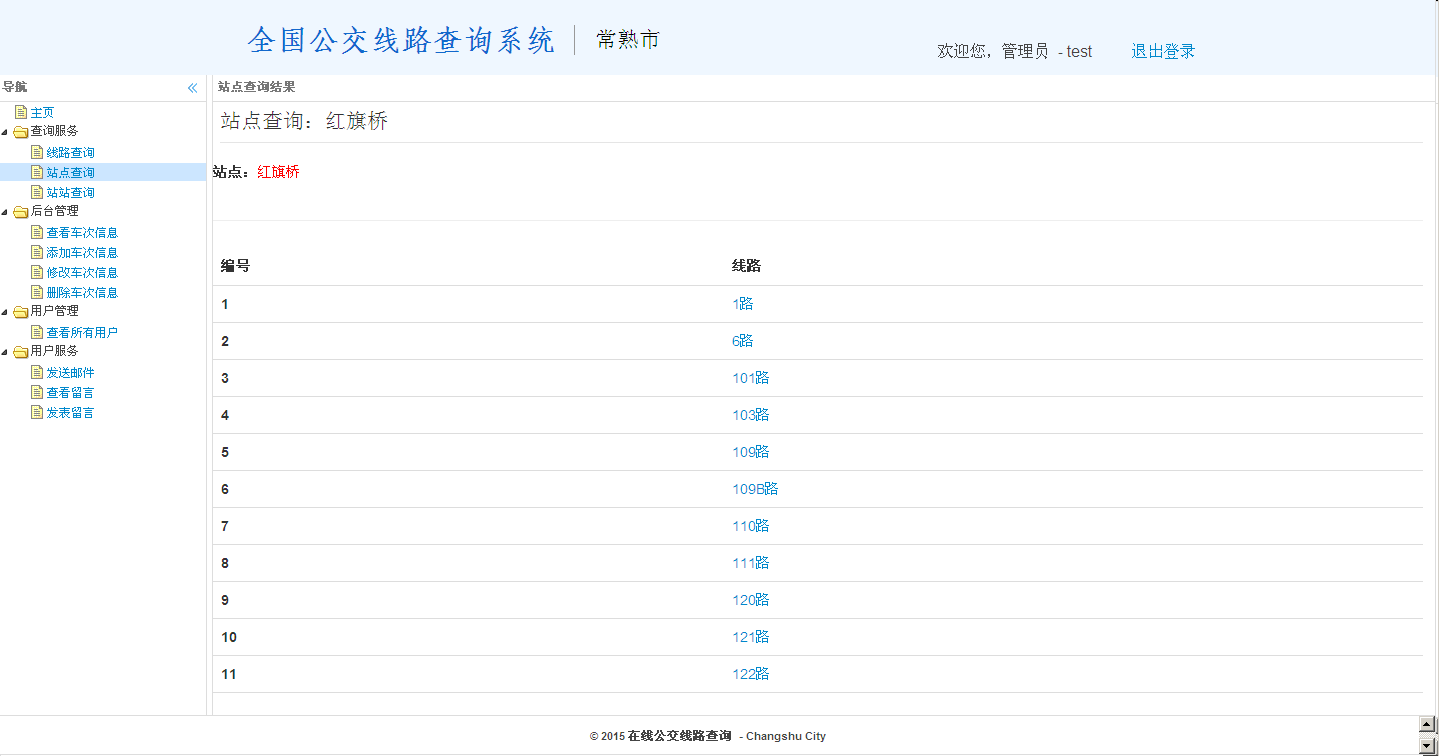 全国公交线路查询系统 常熟市
欢迎您，管理员 - test 退出登录
导航
主页
查询服务
线路查询
站点查询
站站查询
后台管理
查看车次信息
添加车次信息
修改车次信息
删除车次信息
用户管理
查看所有用户
用户服务
发送邮件
查看留言
发表留言
站点查询结果
站点查询：红旗桥
站点：红旗桥
编号 线路
1 1路
2 6路
3 101路
4 103路
5 109路
6 109B路
7 110路
8 111路
9 120路
10 121路
11 122路
© 2015 在线公交线路查询 - Changshu City